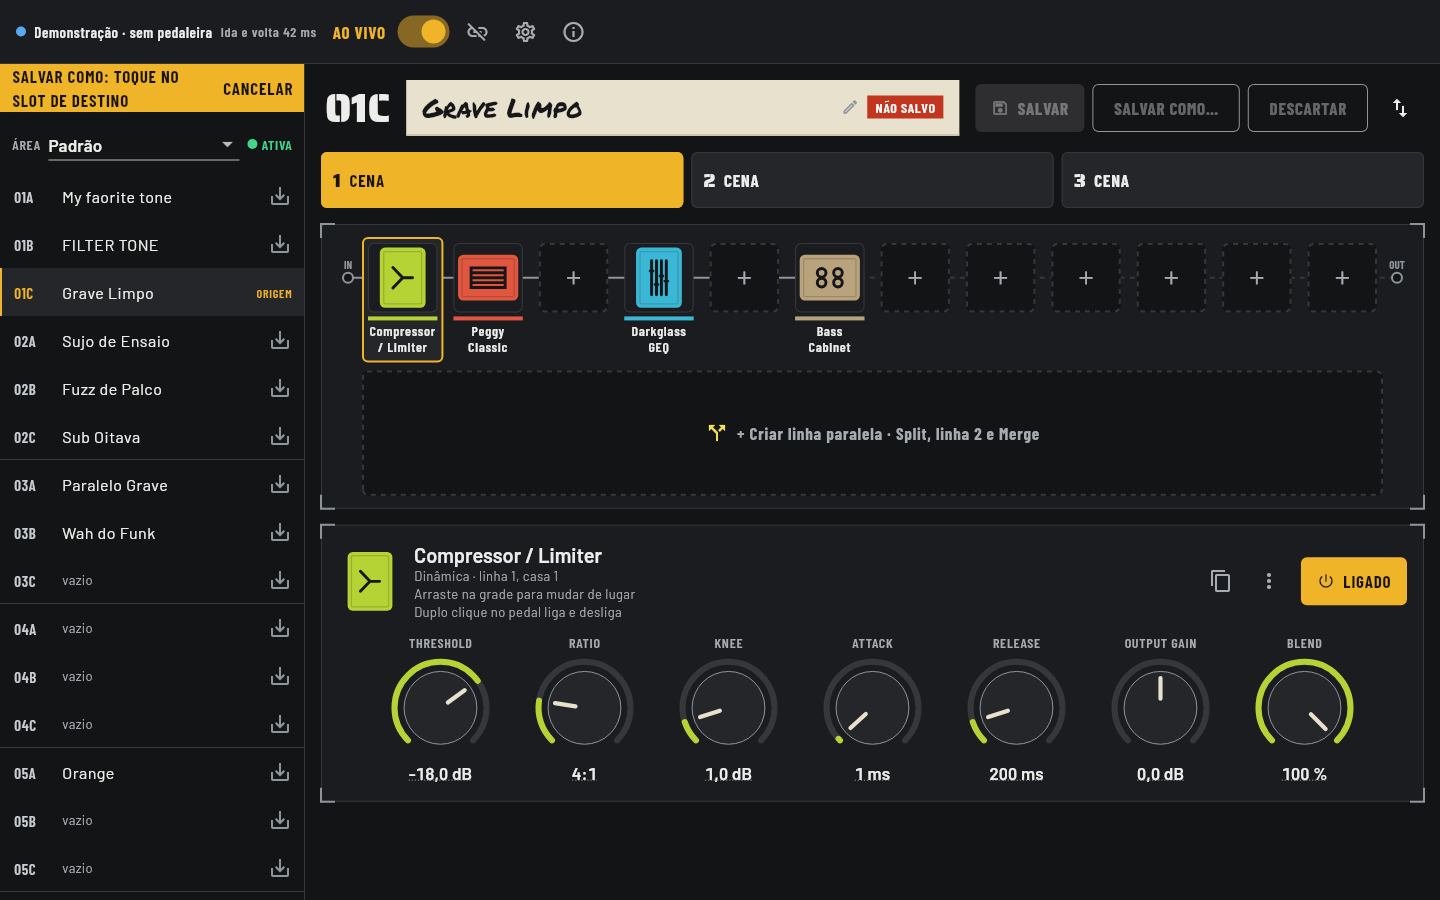 Demonstração · sem pedaleira Ida e volta 42 ms AO VIVO
SALVAR COMO: TOQUE NO
SLOT DE DESTINO
CANCELAR
ÁREA Padrão ATIVA
01A My faorite tone
01B FILTER TONE
01C Grave Limpo ORIGEM
02A Sujo de Ensaio
02B Fuzz de Palco
02C Sub Oitava
03A Paralelo Grave
03B Wah do Funk
03C vazio
04A vazio
04B vazio
04C vazio
05A Orange
05B vazio
05C vazio
01C Grave Limpo NÃO SALVO SALVAR SALVAR COMO... DESCARTAR
1 CENA
2 CENA
3 CENA
IN
88
OUT
Compressor
/ Limiter
Peggy
Classic
Darkglass
GEQ
Bass
Cabinet
+ Criar linha paralela · Split, linha 2 e Merge
Compressor / Limiter
Dinâmica · linha 1, casa 1
Arraste na grade para mudar de lugar
Duplo clique no pedal liga e desliga
LIGADO
THRESHOLD RATIO KNEE ATTACK RELEASE OUTPUT GAIN BLEND
-18,0 dB 4:1 1,0 dB 1 ms 200 ms 0,0 dB 100 %